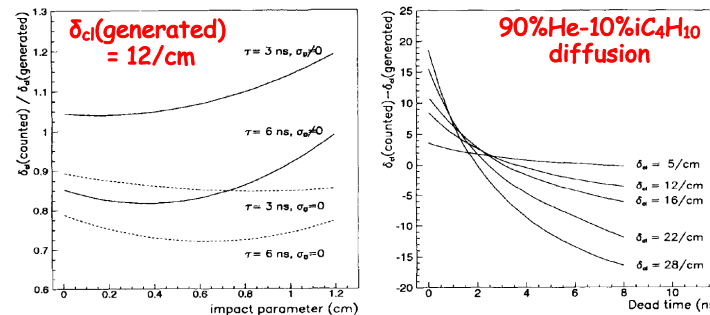 δcl(generated)
= 12/cm
δcl(counted) / δcl(generated)
1.3
1.2
1.1
1
0.9
0.8
0.7
0.6
τ = 3 ns, σD≠0
τ = 6 ns, σD≠0
τ = 3 ns, σD=0
τ = 6 ns, σD=0
0
0.2
0.4
0.6
0.8
1
1.2
impact parameter (cm)
90%He-10%iC4H10
diffusion
δcl(counted)-δcl(generated)
25
20
15
10
5
0
-5
-10
-15
-20
δcl = 5/cm
δcl = 12/cm
δcl = 16/cm
δcl = 22/cm
δcl = 28/cm
0
2
4
6
8
10
Dead time (n